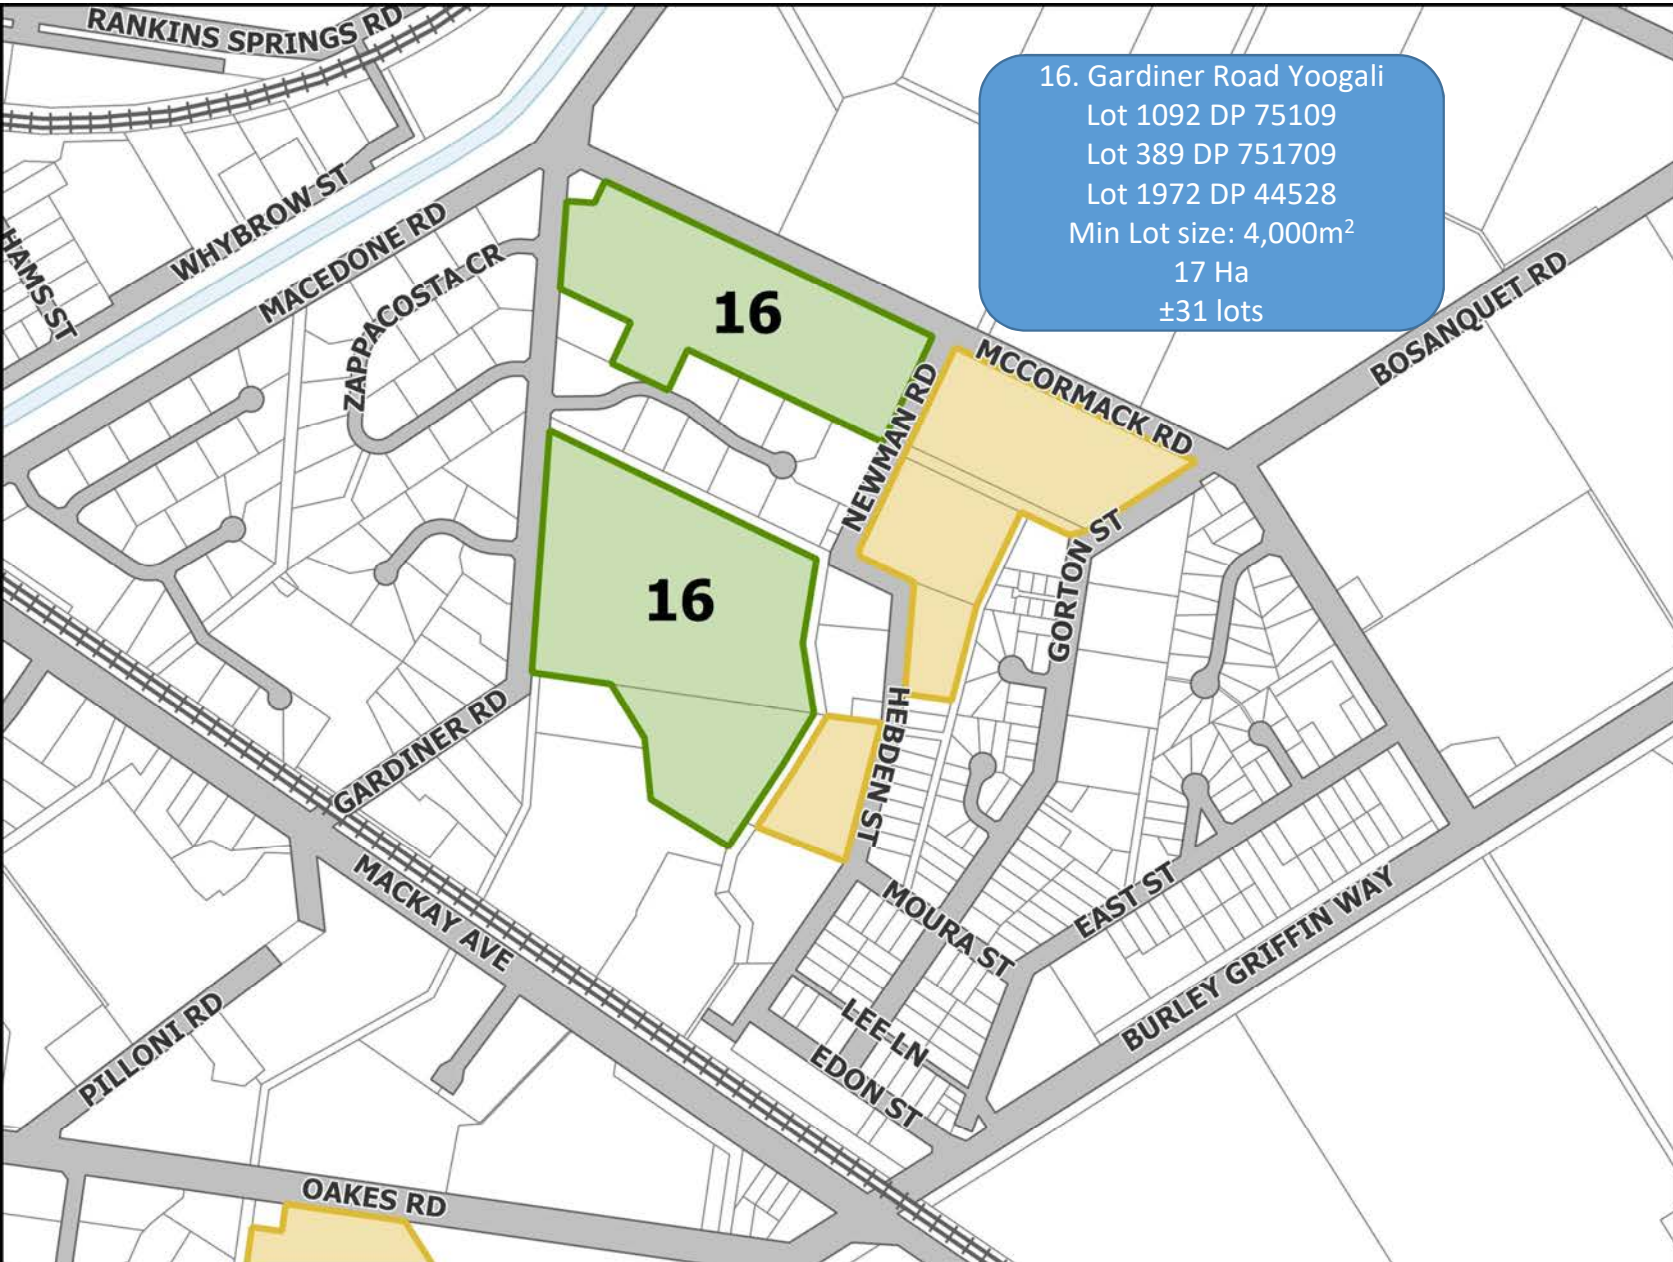 RANKINS SPRINGS RD
16. Gardiner Road Yoogali
Lot 1092 DP 75109
Lot 389 DP 751709
Lot 1972 DP 44528
Min Lot size: 4,000m²
17 Ha
±31 lots
WHYBROW ST
HAMS ST
MACEDONE RD
ZAPPACOSTA CR
16
BOSANQUET RD
MCCORMACK RD
NEWMAN RD
16
GORTON ST
HEBDEN ST
GARDINER RD
MACKAY AVE
MOURA ST
EAST ST
BURLEY GRIFFIN WAY
PILLONI RD
LEE LN
EDON ST
OAKES RD